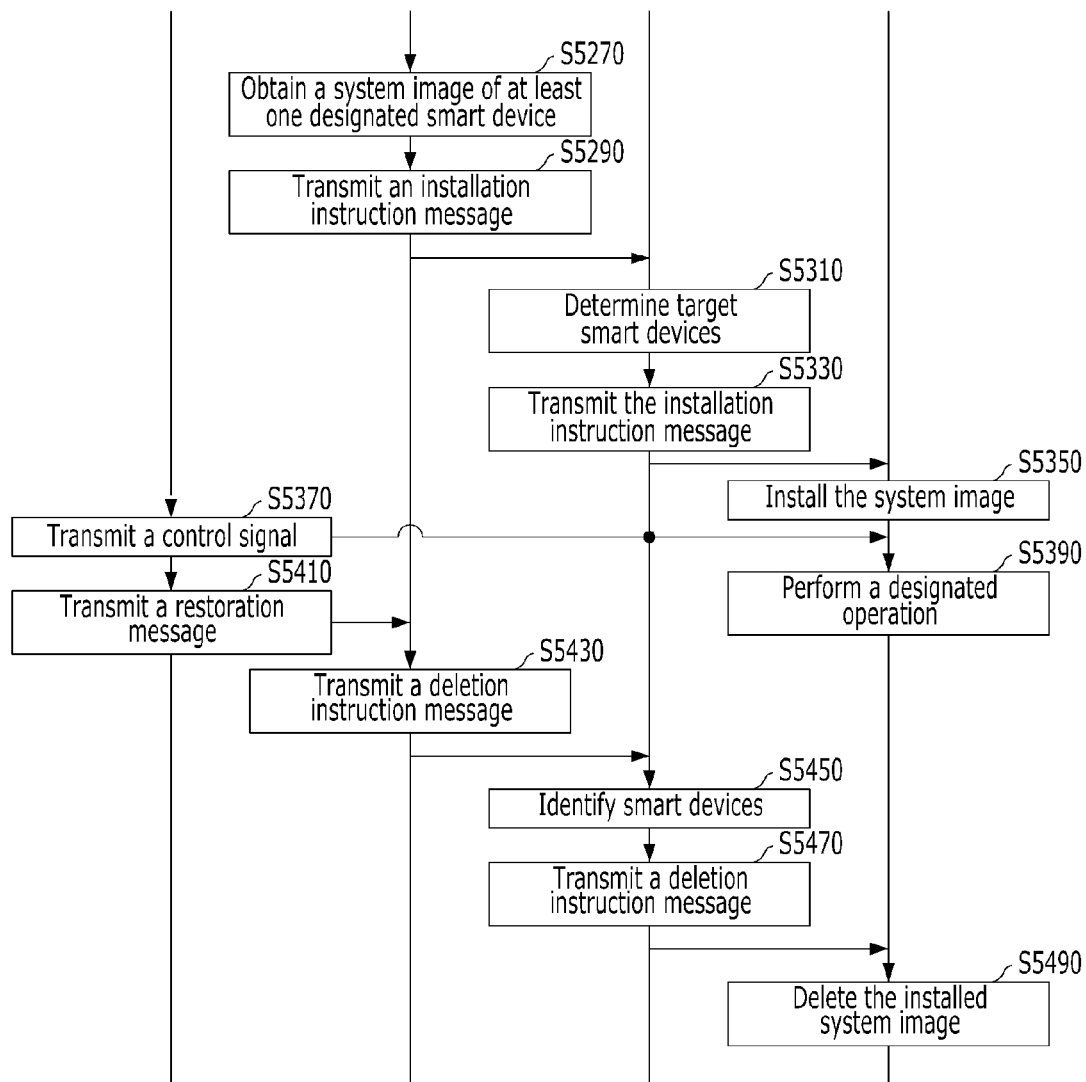 S5270
Obtain a system image of at least
one designated smart device
S5290
Transmit an installation
instruction message
S5310
Determine target
smart devices
S5330
Transmit the installation
instruction message
S5350
Install the system image
S5370
Transmit a control signal
S5390
Perform a designated
operation
S5410
Transmit a restoration
message
S5430
Transmit a deletion
instruction message
S5450
Identify smart devices
S5470
Transmit a deletion
instruction message
S5490
Delete the installed
system image